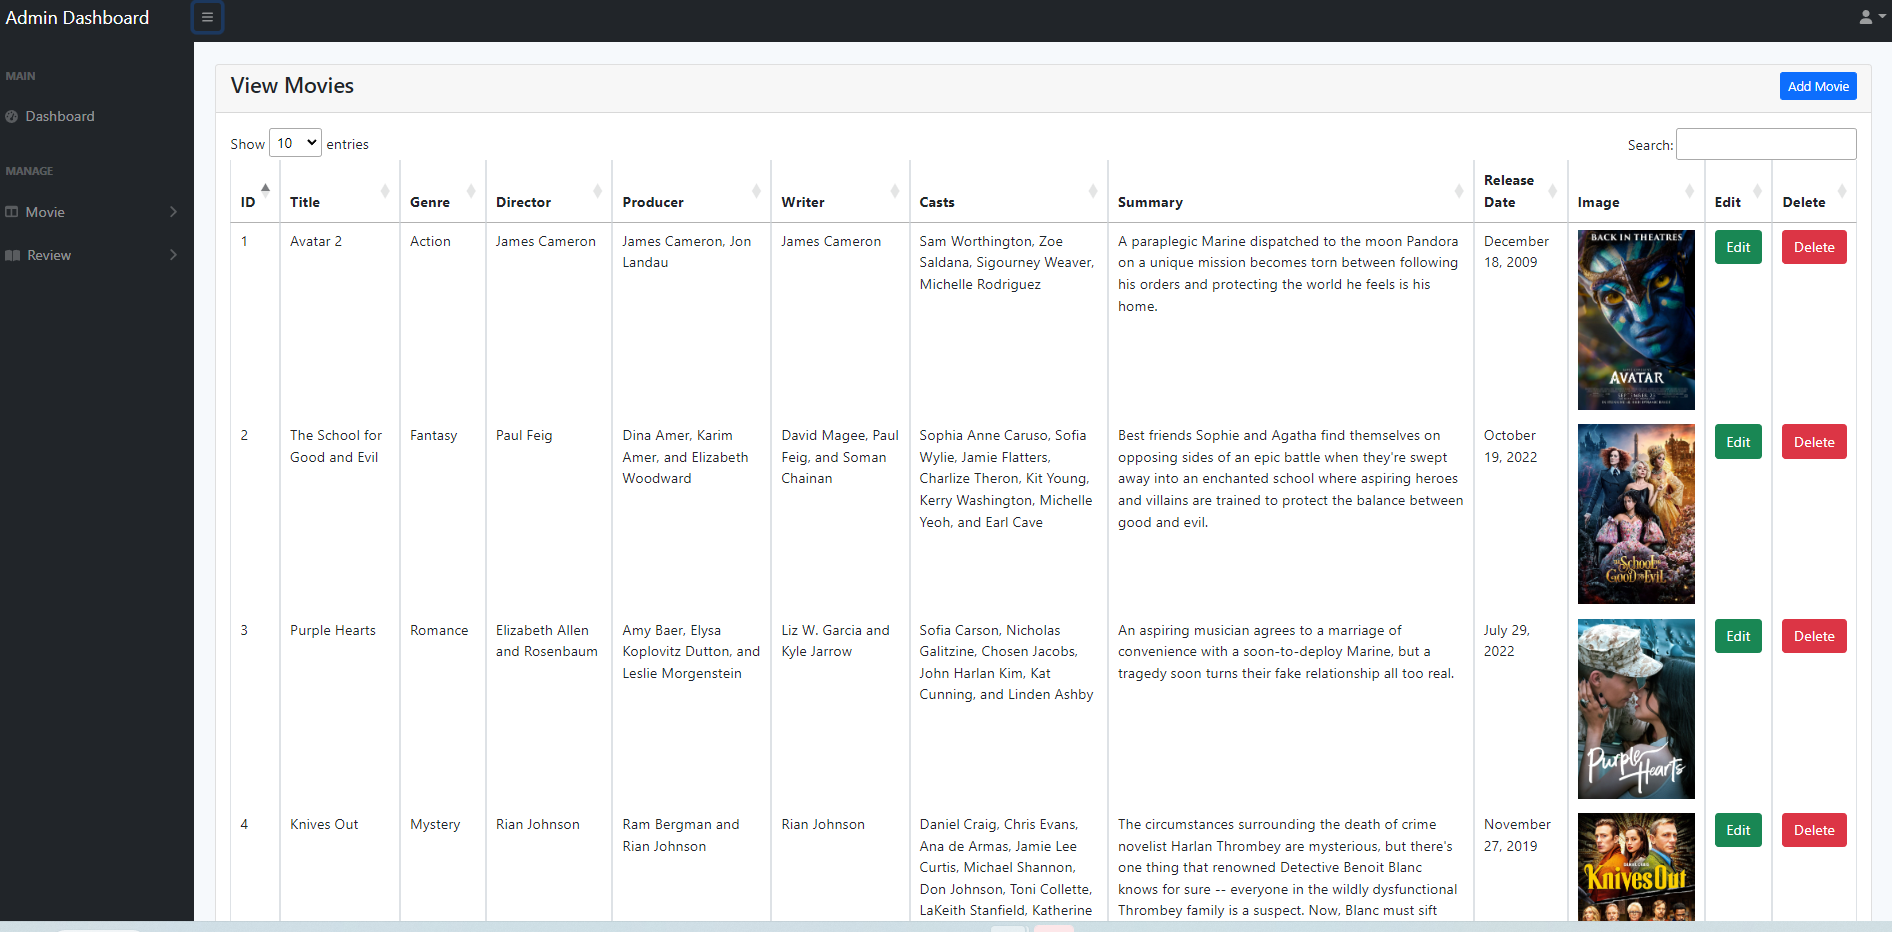 Admin Dashboard
MAIN
Dashboard
MANAGE
Movie
Review
View Movies
Add Movie
Show 10 entries
Search:
ID
Title
Genre
Director
Producer
Writer
Casts
Summary
Release
Date
Image
Edit
Delete
1
Avatar 2
Action
James Cameron
James Cameron, Jon
Landau
James Cameron
Sam Worthington, Zoe
Saldana, Sigourney Weaver,
Michelle Rodriguez
A paraplegic Marine dispatched to the moon Pandora
on a unique mission becomes torn between following
his orders and protecting the world he feels is his
home.
December
18, 2009
BACK IN THEATRES
AVATAR
Edit
Delete
2
The School for
Good and Evil
Fantasy
Paul Feig
Dina Amer, Karim
Amer, and Elizabeth
Woodward
David Magee, Paul
Feig, and Soman
Chainan
Sophia Anne Caruso, Sofia
Wylie, Jamie Flatters,
Charlize Theron, Kit Young,
Kerry Washington, Michelle
Yeoh, and Earl Cave
Best friends Sophie and Agatha find themselves on
opposing sides of an epic battle when they're swept
away into an enchanted school where aspiring heroes
and villains are trained to protect the balance between
good and evil.
October
19, 2022
The School for
Good and Evil
Edit
Delete
3
Purple Hearts
Romance
Elizabeth Allen
and Rosenbaum
Amy Baer, Elysa
Koplovitz Dutton, and
Leslie Morgenstein
Liz W. Garcia and
Kyle Jarrow
Sofia Carson, Nicholas
Galitzine, Chosen Jacobs,
John Harlan Kim, Kat
Cunning, and Linden Ashby
An aspiring musician agrees to a marriage of
convenience with a soon-to-deploy Marine, but a
tragedy soon turns their fake relationship all too real.
July 29,
2022
Purple Hearts
Edit
Delete
4
Knives Out
Mystery
Rian Johnson
Ram Bergman and
Rian Johnson
Rian Johnson
Daniel Craig, Chris Evans,
Ana de Armas, Jamie Lee
Curtis, Michael Shannon,
Don Johnson, Toni Collette,
LaKeith Stanfield, Katherine
The circumstances surrounding the death of crime
novelist Harlan Thrombey are mysterious, but there's
one thing that renowned Detective Benoit Blanc
knows for sure -- everyone in the wildly dysfunctional
Thrombey family is a suspect. Now, Blanc must sift
November
27, 2019
Knives Out
Edit
Delete